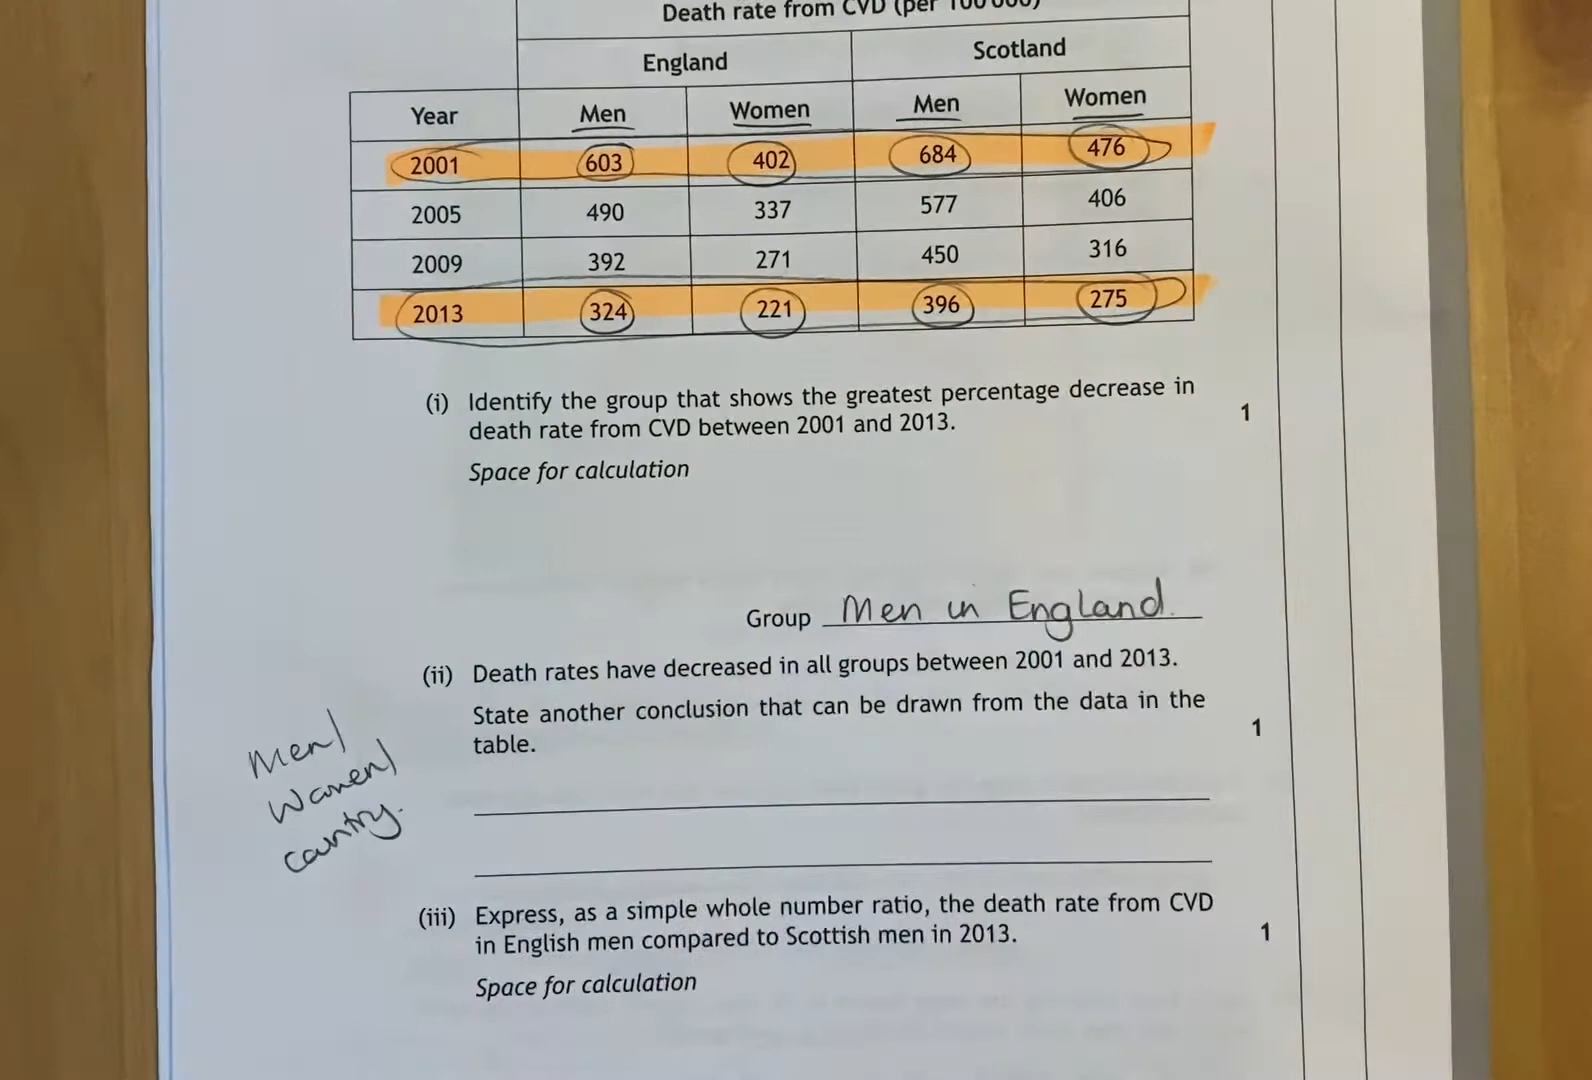 Death rate from CVD (per 100 000)
England Scotland
Year Men Women Men Women
2001 603 402 684 476
2005 490 337 577 406
2009 392 271 450 316
2013 324 221 396 275
(i) Identify the group that shows the greatest percentage decrease in
death rate from CVD between 2001 and 2013.
1
Space for calculation
Group Men in England.
(ii) Death rates have decreased in all groups between 2001 and 2013.
State another conclusion that can be drawn from the data in the
table.
1
Men/
Women/
country.
(iii) Express, as a simple whole number ratio, the death rate from CVD
in English men compared to Scottish men in 2013.
1
Space for calculation